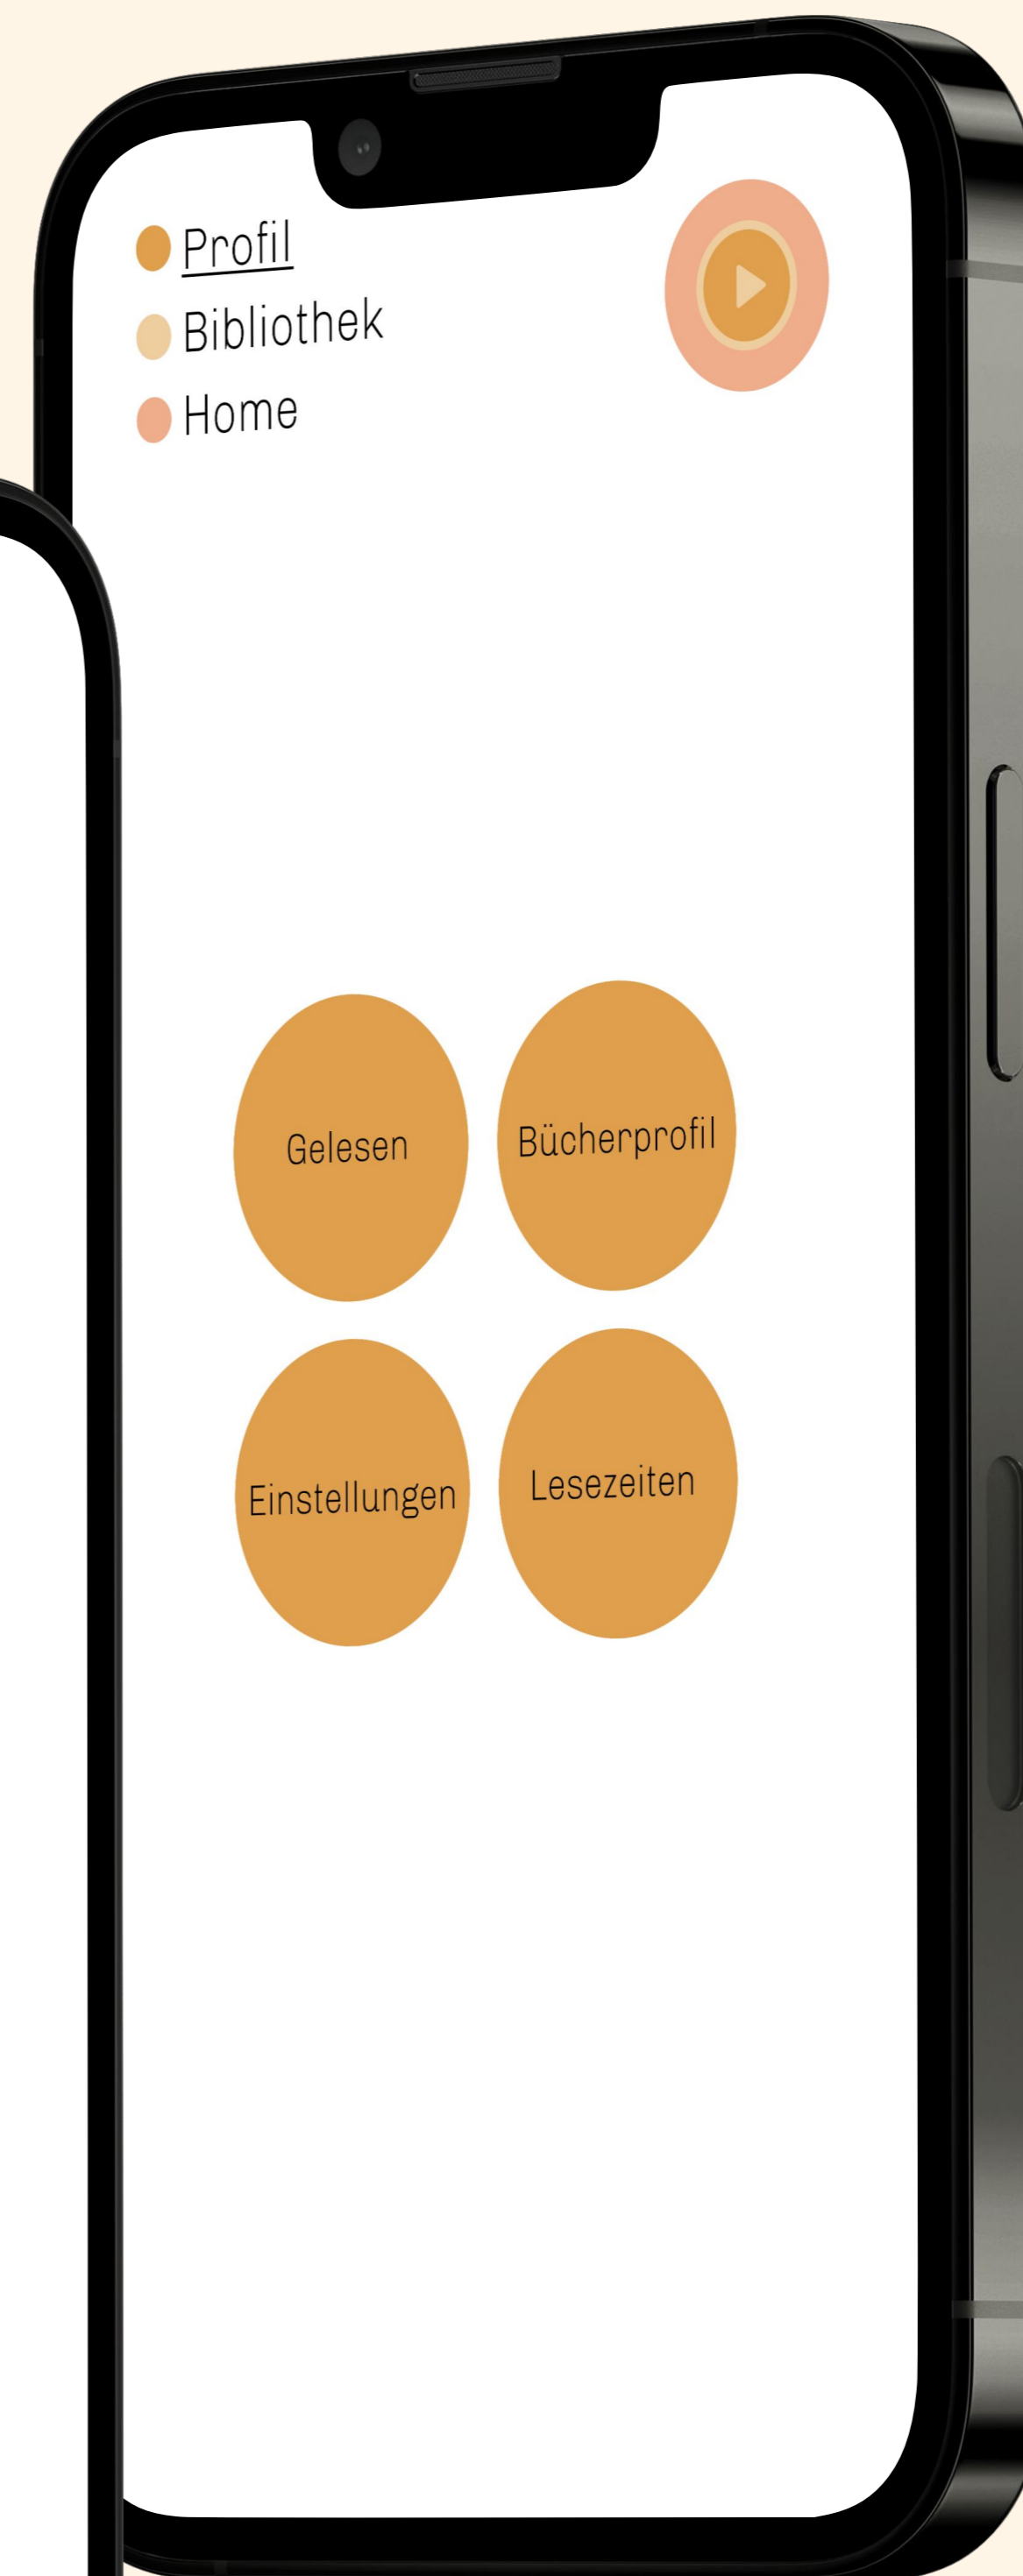 Profil
Bibliothek
Home
Gelesen
Bücherprofil
Einstellungen
Lesezeiten